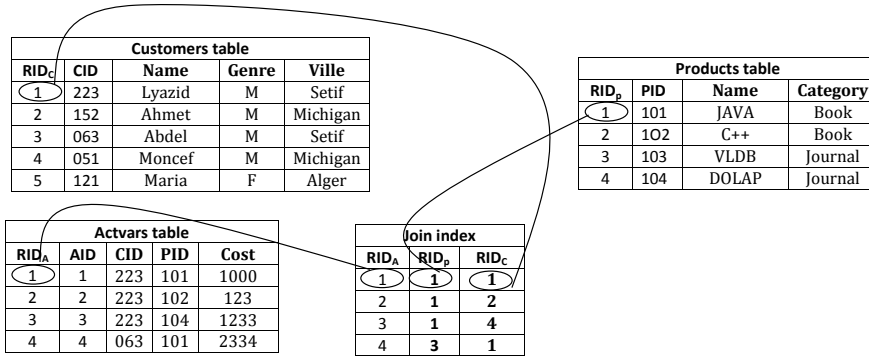 Customers table
RIDC CID Name Genre Ville
1 223 Lyazid M Setif
2 152 Ahmet M Michigan
3 063 Abdel M Setif
4 051 Moncef M Michigan
5 121 Maria F Alger
Products table
RIDp PID Name Category
1 101 JAVA Book
2 1O2 C++ Book
3 103 VLDB Journal
4 104 DOLAP Journal
Actvars table
RIDA AID CID PID Cost
1 1 223 101 1000
2 2 223 102 123
3 3 223 104 1233
4 4 063 101 2334
Join index
RIDA RIDp RIDC
1 1 1
2 1 2
3 1 4
4 3 1